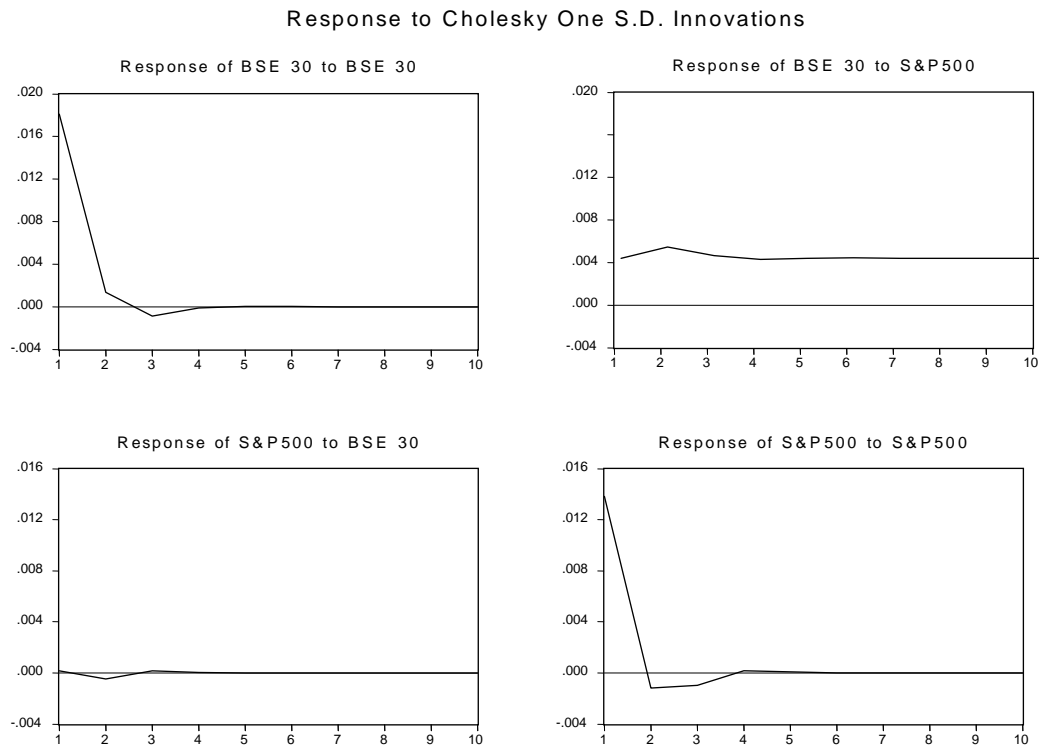 Response to Cholesky One S.D. Innovations
Response of BSE 30 to BSE 30
.020
.016
.012
.008
.004
.000
-.004
1 2 3 4 5 6 7 8 9 10
Response of BSE 30 to S&P500
.020
.012
.008
.004
.000
-.004
1 2 3 4 5 6 7 8 9 10
Response of S&P500 to BSE 30
.016
.012
.008
.004
.000
-.004
1 2 3 4 5 6 7 8 9 10
Response of S&P500 to S&P500
.016
.012
.008
.004
.000
-.004
1 2 3 4 5 6 7 8 9 10